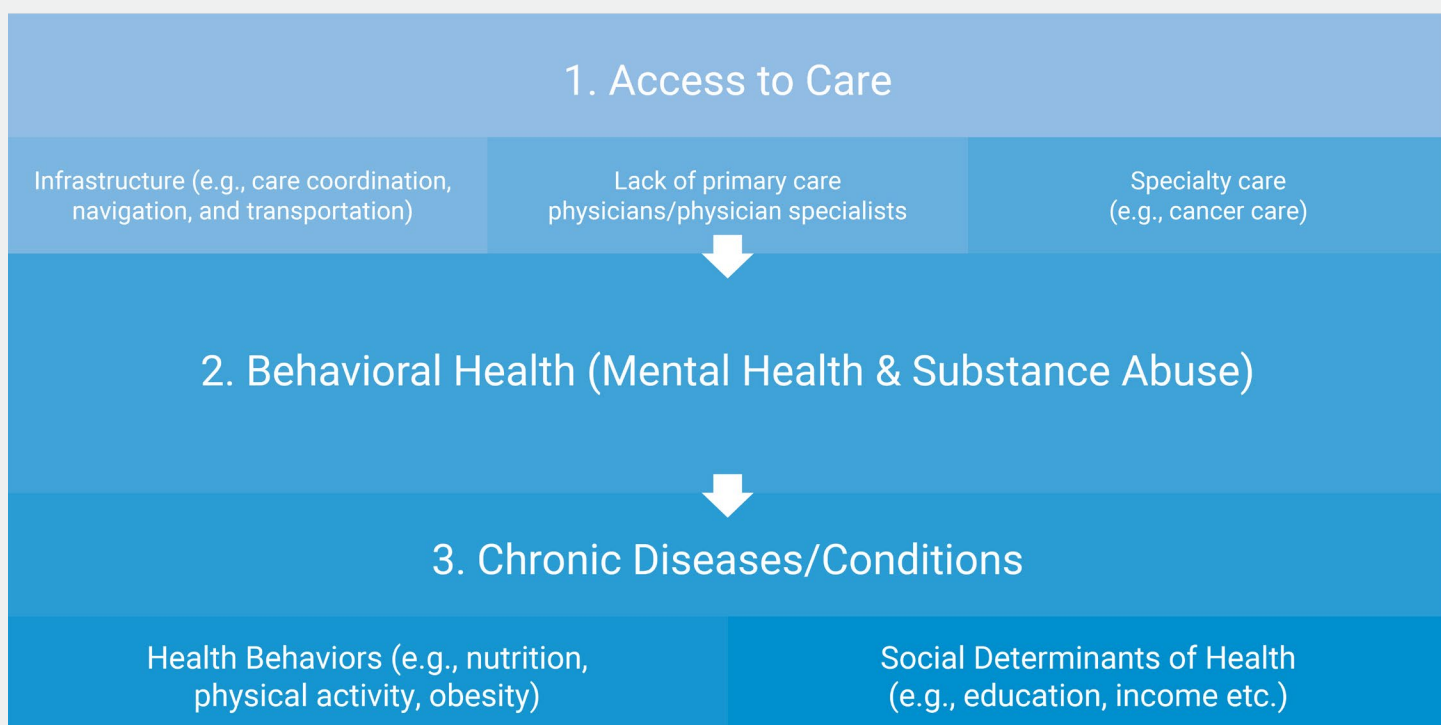 1. Access to Care
Infrastructure (e.g., care coordination,
navigation, and transportation)
Lack of primary care
physicians/physician specialists
Specialty care
(e.g., cancer care)
2. Behavioral Health (Mental Health & Substance Abuse)
3. Chronic Diseases/Conditions
Health Behaviors (e.g., nutrition,
physical activity, obesity)
Social Determinants of Health
(e.g., education, income etc.)